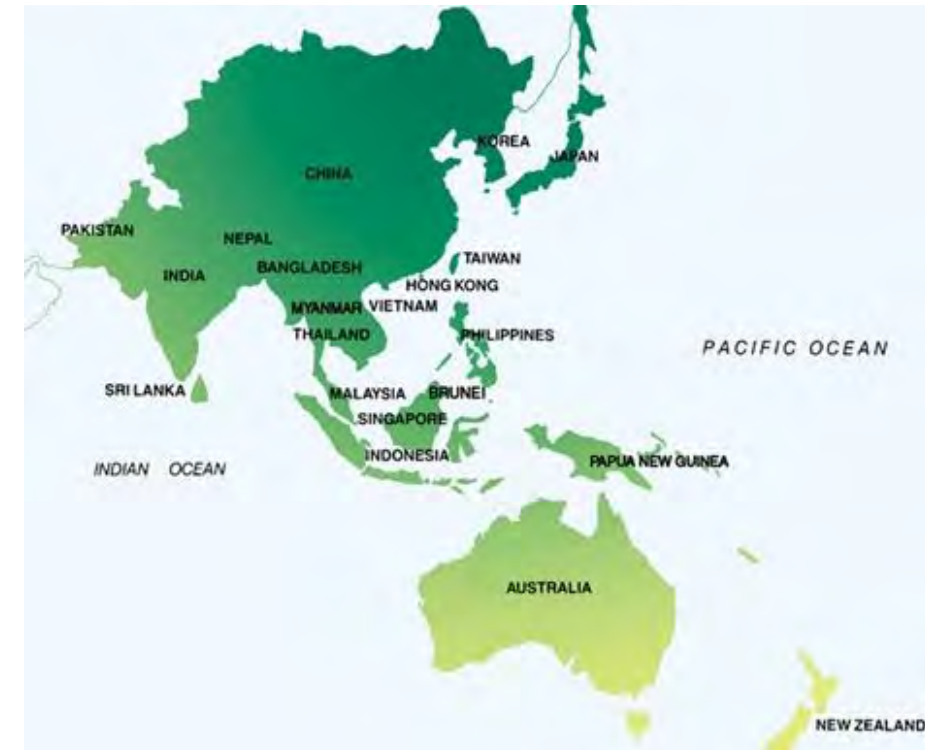 KOREA
JAPAN
CHINA
PAKISTAN
NEPAL
TAIWAN
BANGLADESH
INDIA
HONG KONG
MYANMAR
VIETNAM
THAILAND
PHILIPPINES
PACIFIC OCEAN
SRI LANKA
MALAYSIA
BRUNEI
SINGAPORE
INDONESIA
PAPUA NEW GUINEA
INDIAN OCEAN
AUSTRALIA
NEW ZEALAND